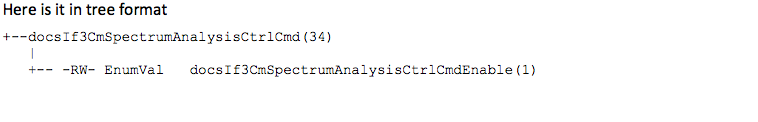 Here is it in tree format
+--docsIf3CmSpectrumAnalysisCtrlCmd(34)
|
+-- -RW- EnumVal docsIf3CmSpectrumAnalysisCtrlCmdEnable(1)